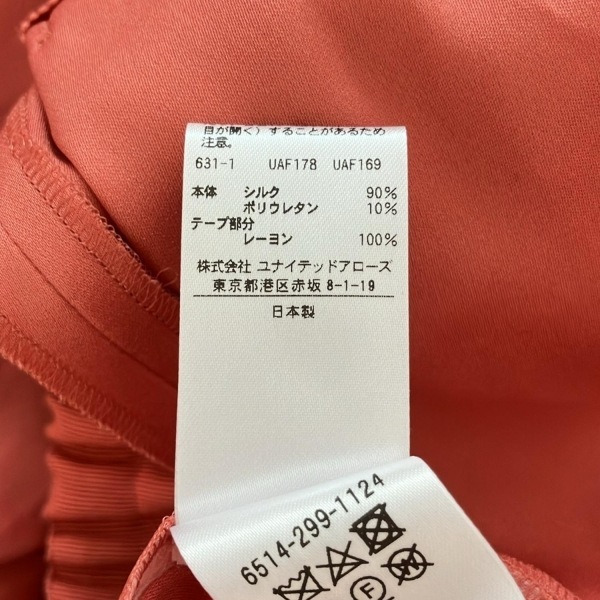 目が開く）することがあるため
注意。
631-1 UAF178 UAF169
本体 シルク 90%
ポリウレタン 10%
テープ部分
レーヨン 100%
株式会社 ユナイテッドアローズ
東京都港区赤坂 8-1-19
日本製
6514-299-1124
F